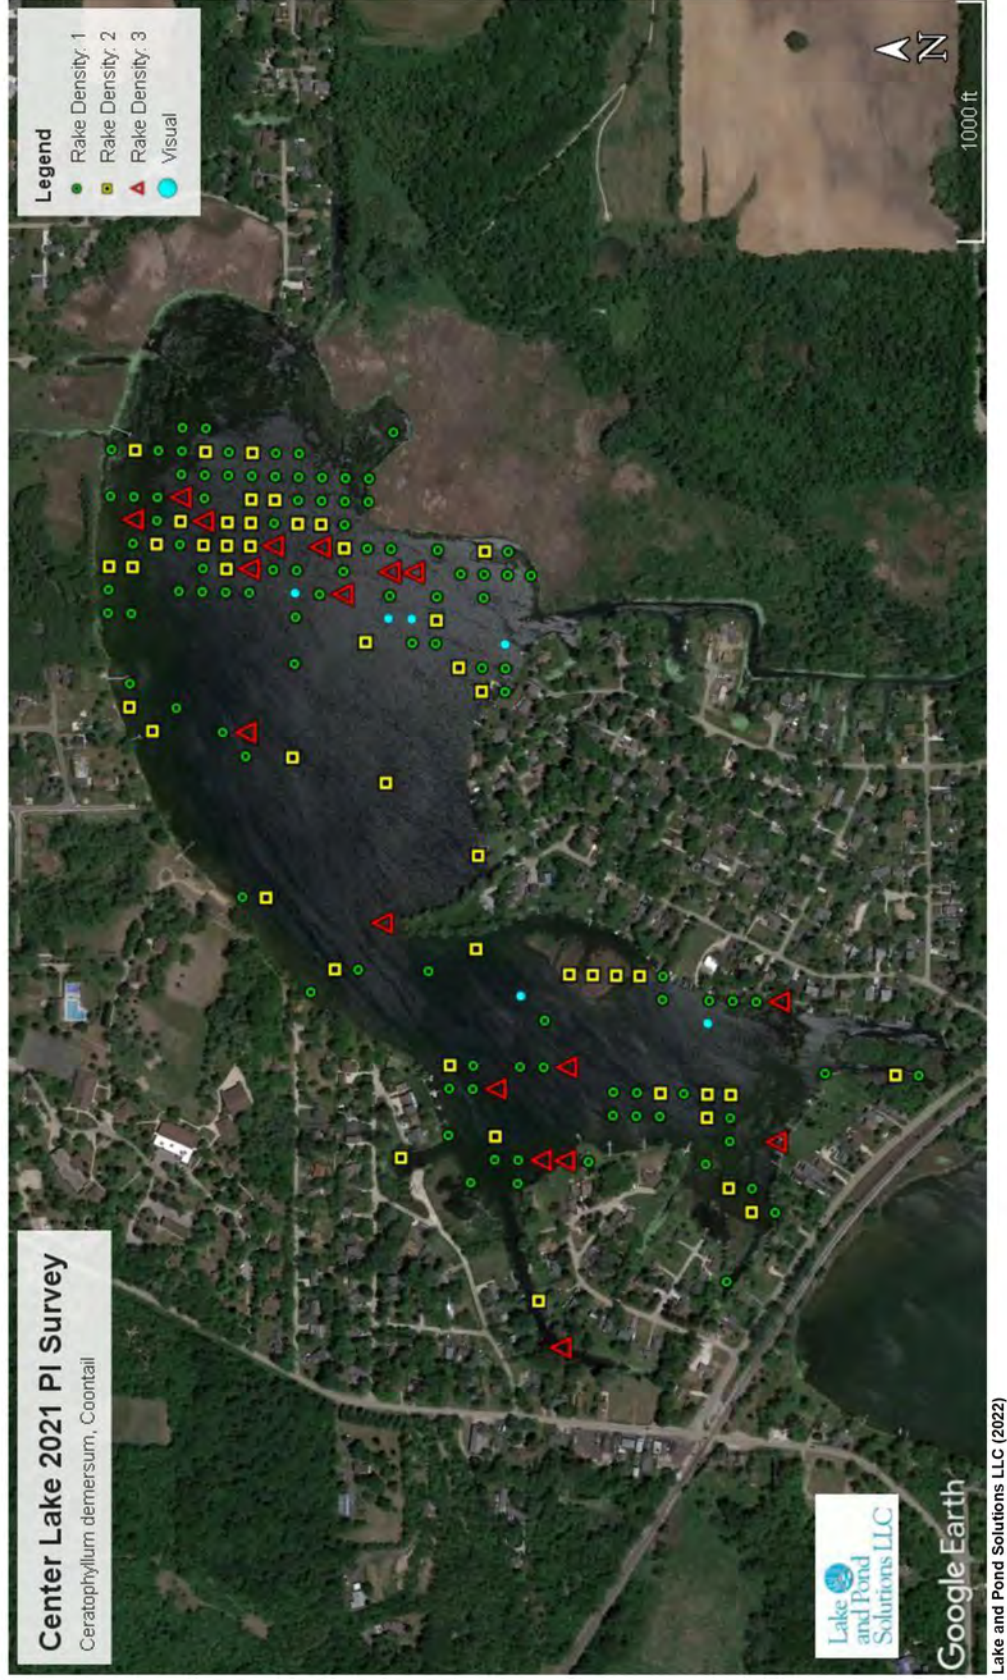 Center Lake 2021 PI Survey
Ceratophyllum demersum, Coontail
Legend
Rake Density: 1
Rake Density: 2
Rake Density: 3
Visual
N
1000 ft
Lake
and Pond
Solutions LLC
Google Earth
Lake and Pond Solutions LLC (2022)